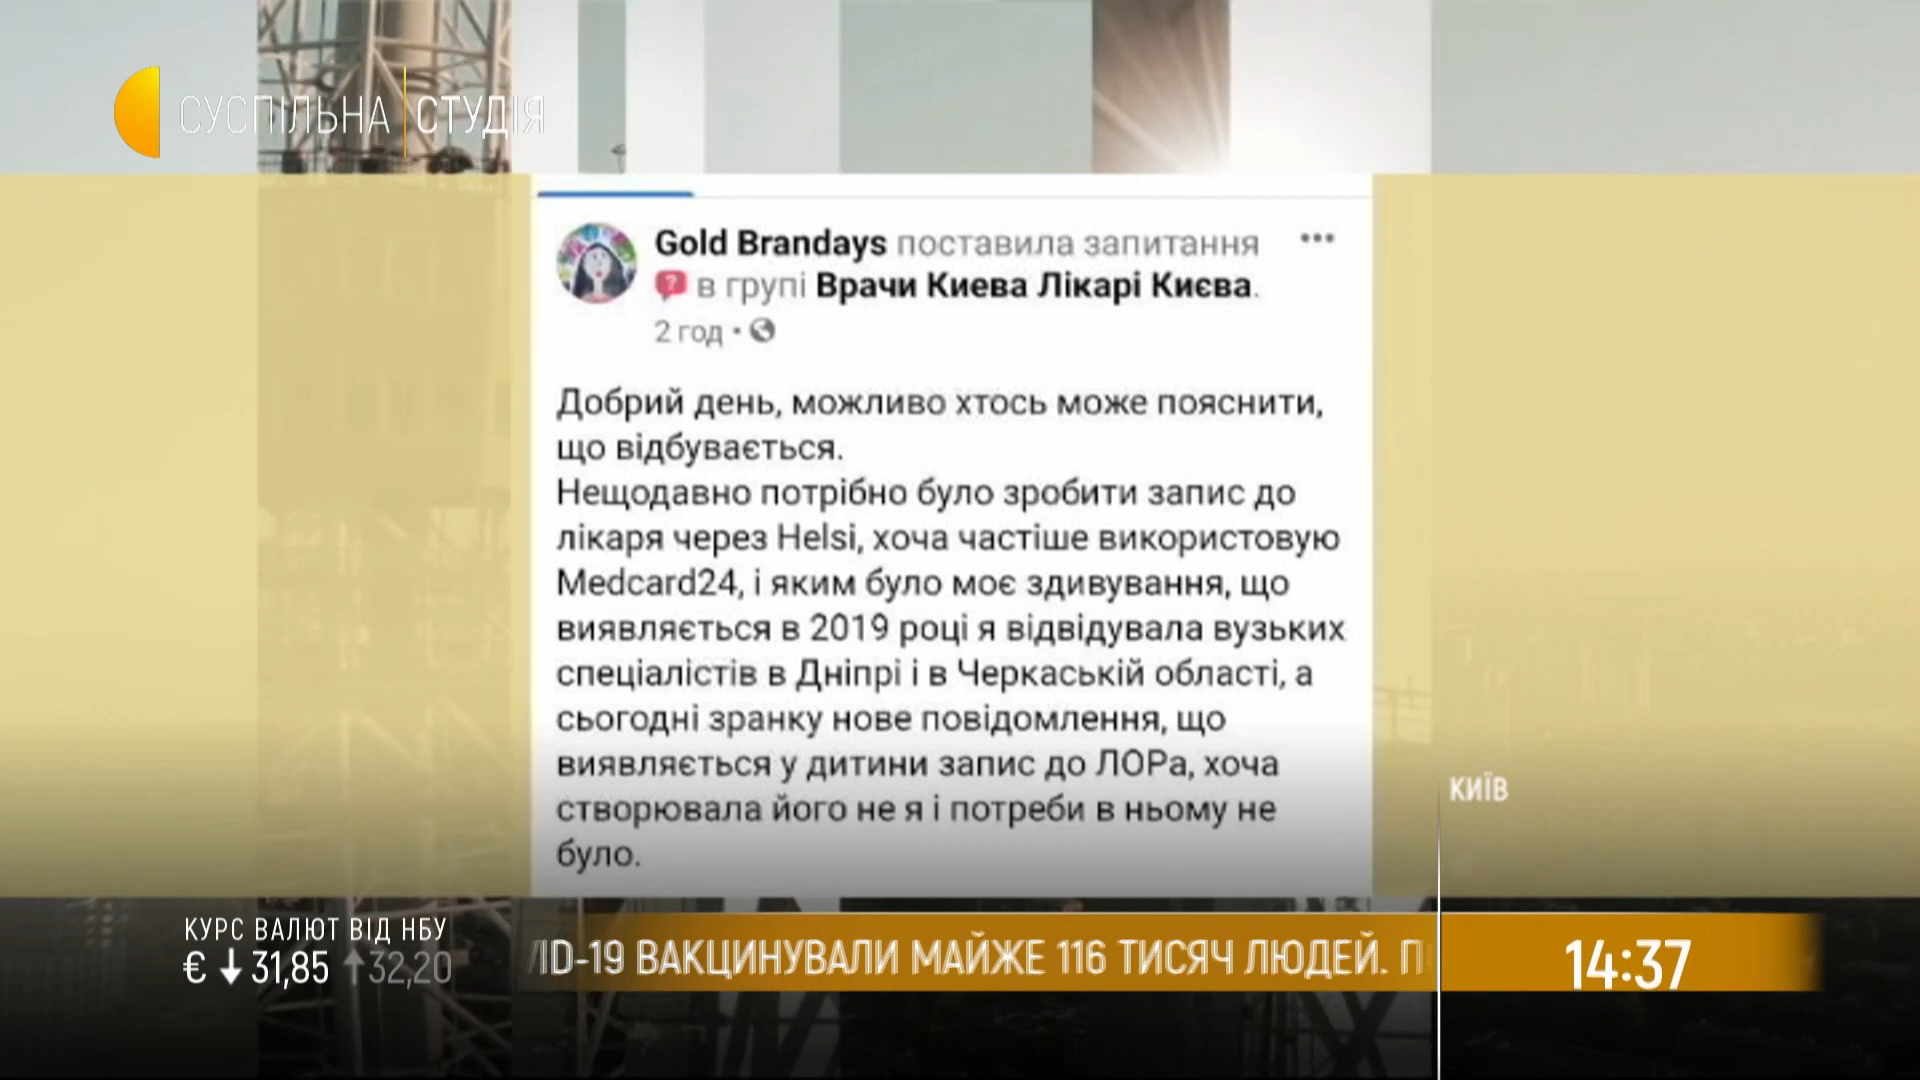 СУСПІЛЬНА СТУДІЯ
Gold Brandays поставила запитання
в групі Врачи Киева Лікарі Києва.
2 год
Добрий день, можливо хтось може пояснити,
що відбувається.
Нещодавно потрібно було зробити запис до
лікаря через Helsi, хоча частіше використовую
Medcard24, і яким було моє здивування, що
виявляється в 2019 році я відвідувала вузьких
спеціалістів в Дніпрі і в Черкаській області, а
сьогодні зранку нове повідомлення, що
виявляється у дитини запис до ЛОРа, хоча
створювала його не я і потреби в ньому не
було.
КИЇВ
КУРС ВАЛЮТ ВІД НБУ
€ ↓ 31,85 ↑ 32,20
ID-19 ВАКЦИНУВАЛИ МАЙЖЕ 116 ТИСЯЧ ЛЮДЕЙ.
14:37